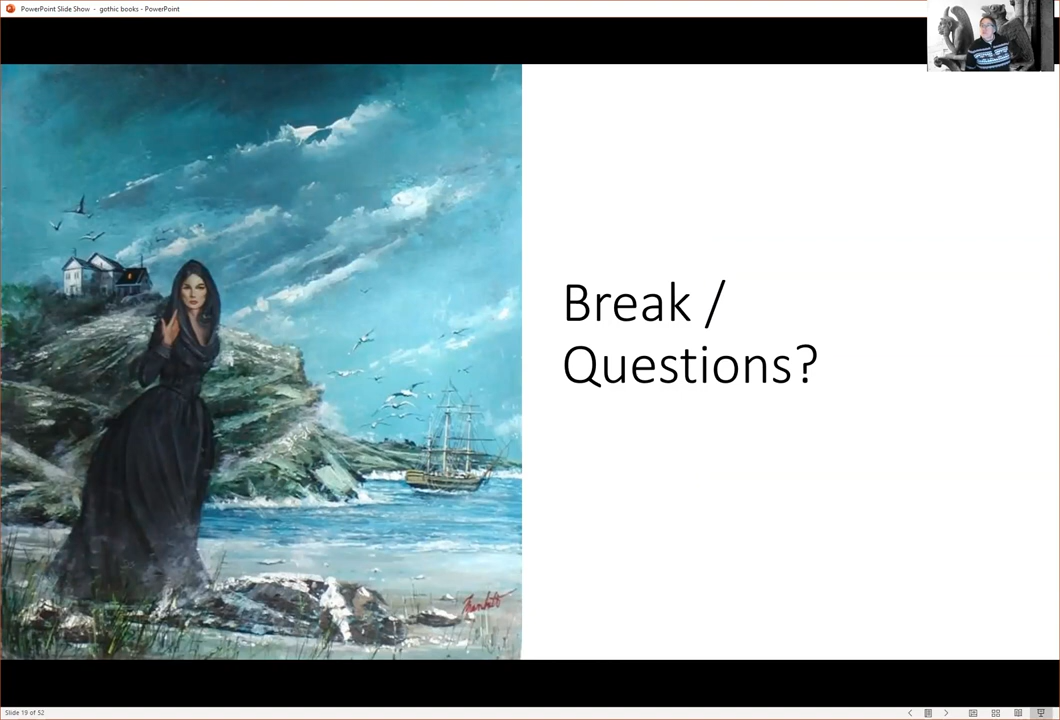 PowerPoint Slide Show - gothic books - PowerPoint
Break /
Questions?
Slide 19 of 52